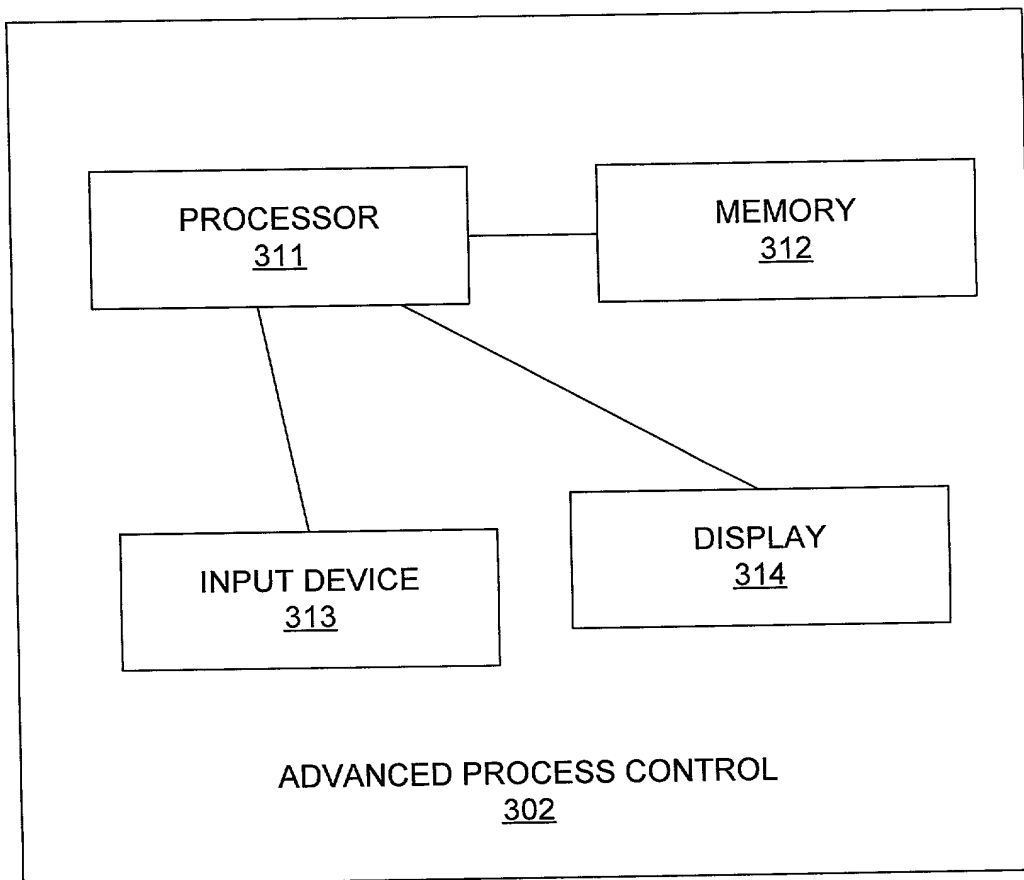 PROCESSOR
311
MEMORY
312
INPUT DEVICE
313
DISPLAY
314
ADVANCED PROCESS CONTROL
302